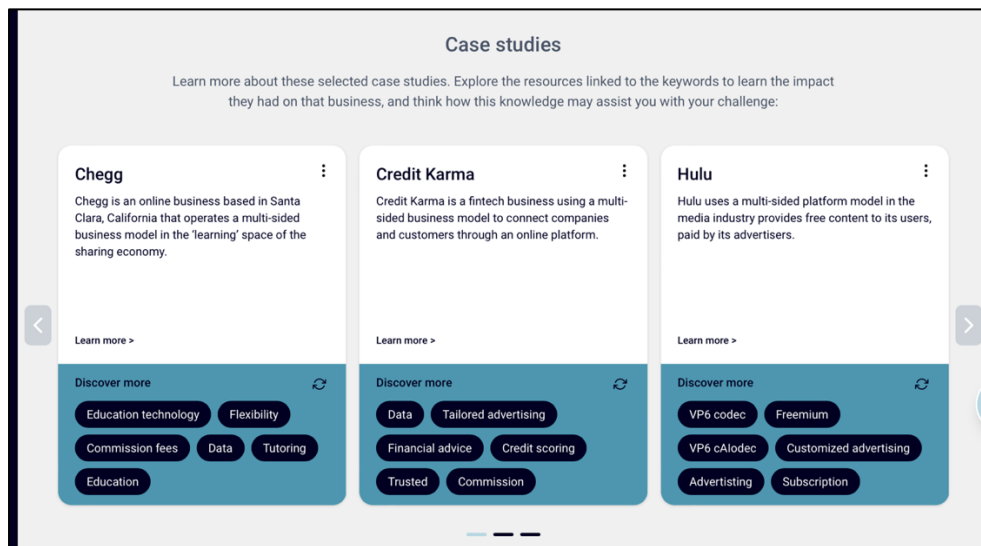 Case studies
Learn more about these selected case studies. Explore the resources linked to the keywords to learn the impact
they had on that business, and think how this knowledge may assist you with your challenge:
Chegg
Chegg is an online business based in Santa
Clara, California that operates a multi-sided
business model in the 'learning' space of the
sharing economy.
Learn more >
Discover more
Education technology
Flexibility
Commission fees
Data
Tutoring
Education
Credit Karma
Credit Karma is a fintech business using a multi-
sided business model to connect companies
and customers through an online platform.
Learn more >
Discover more
Data
Tailored advertising
Financial advice
Credit scoring
Trusted
Commission
Hulu
Hulu uses a multi-sided platform model in the
media industry provides free content to its users,
paid by its advertisers.
Learn more >
Discover more
VP6 codec
Freemium
VP6 cAlodec
Customized advertising
Advertisting
Subscription